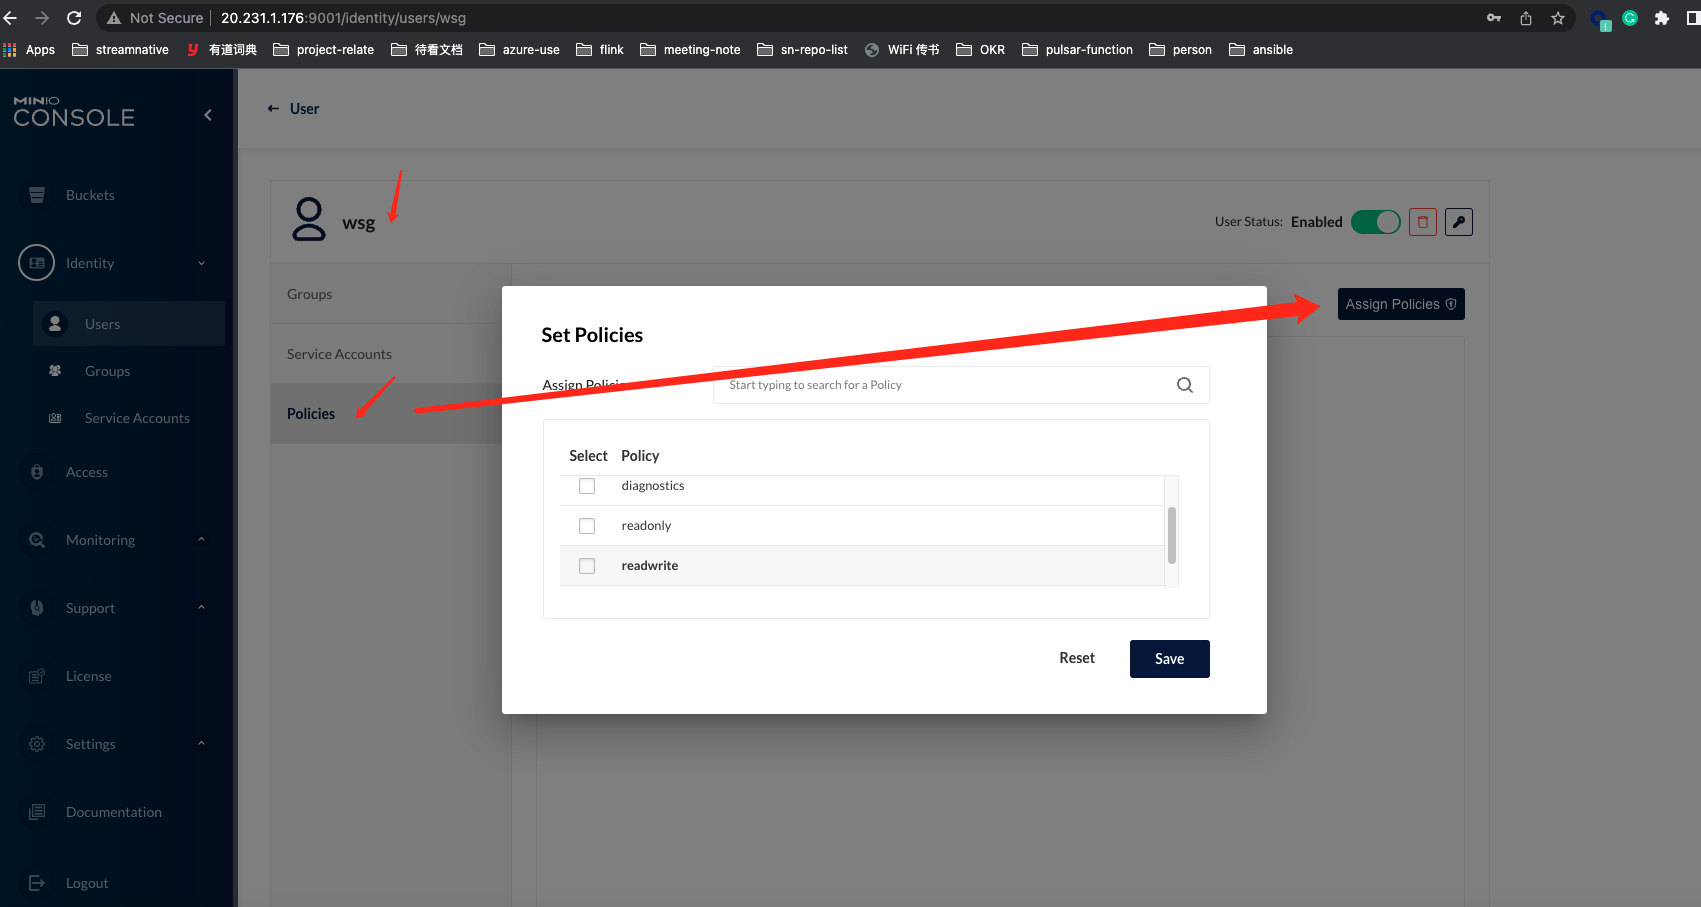 Not Secure | 20.231.1.176:9001/identity/users/wsg
Apps streamnative 有道词典 project-relate 待看文档 azure-use flink meeting-note sn-repo-list WiFi 传书 OKR pulsar-function person ansible
MINIO
CONSOLE
← User
Buckets
wsg
User Status: Enabled
Identity
Groups
Assign Policies
Users
Service Accounts
Groups
Policies
Service Accounts
Access
Monitoring
Support
License
Settings
Documentation
Logout
Set Policies
Assign Policies
Start typing to search for a Policy
Select Policy
diagnostics
readonly
readwrite
Reset Save